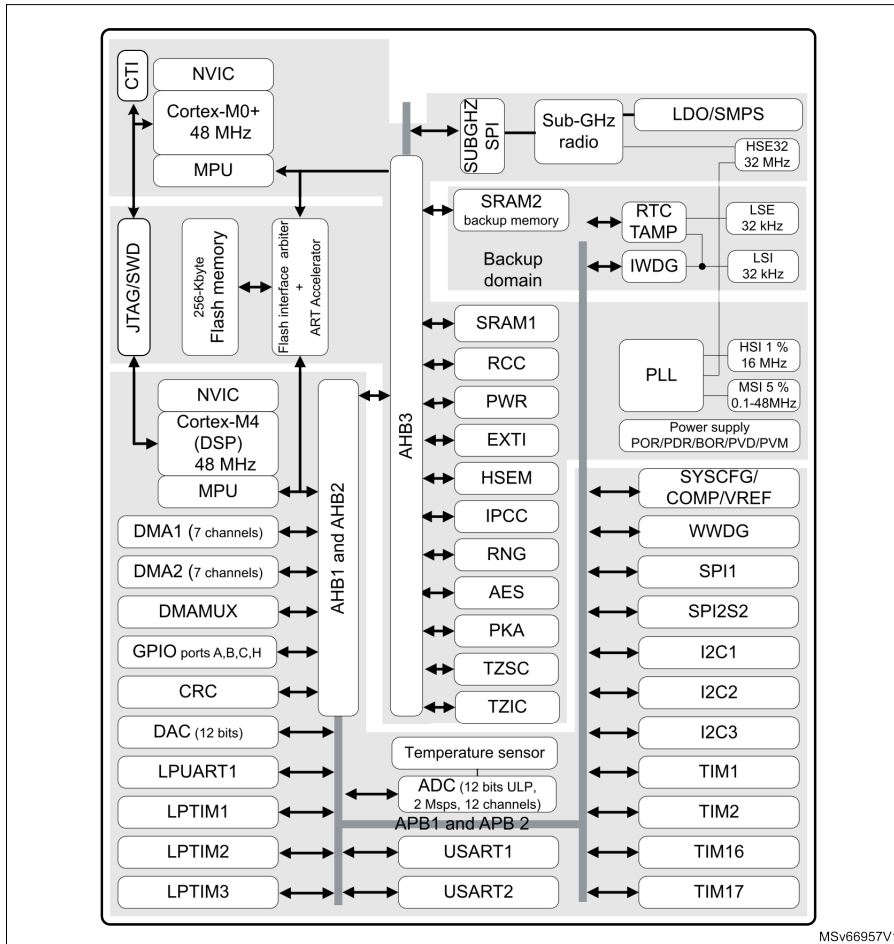 CTI
NVIC
Cortex-M0+
48 MHz
MPU
JTAG/SWD
256-Kbyte
Flash memory
Flash interface arbiter
+
ART Accelerator
NVIC
Cortex-M4
(DSP)
48 MHz
MPU
DMA1 (7 channels)
DMA2 (7 channels)
DMAMUX
GPIO ports A,B,C,H
CRC
DAC (12 bits)
LPUART1
LPTIM1
LPTIM2
LPTIM3
AHB1 and AHB2
AHB3
SUBGHZ
SPI
Sub-GHz
radio
LDO/SMPS
HSE32
32 MHz
SRAM2
backup memory
Backup
domain
RTC
TAMP
IWDG
LSE
32 kHz
LSI
32 kHz
SRAM1
RCC
PWR
EXTI
HSEM
IPCC
RNG
AES
PKA
TZSC
TZIC
PLL
HSI 1 %
16 MHz
MSI 5 %
0.1-48MHz
Power supply
POR/PDR/BOR/PVD/PVM
Temperature sensor
ADC (12 bits ULP,
2 Msps, 12 channels)
APB1 and APB 2
USART1
USART2
SYSCFG/
COMP/VREF
WWDG
SPI1
SPI2S2
I2C1
I2C2
I2C3
TIM1
TIM2
TIM16
TIM17
MSv66957V1